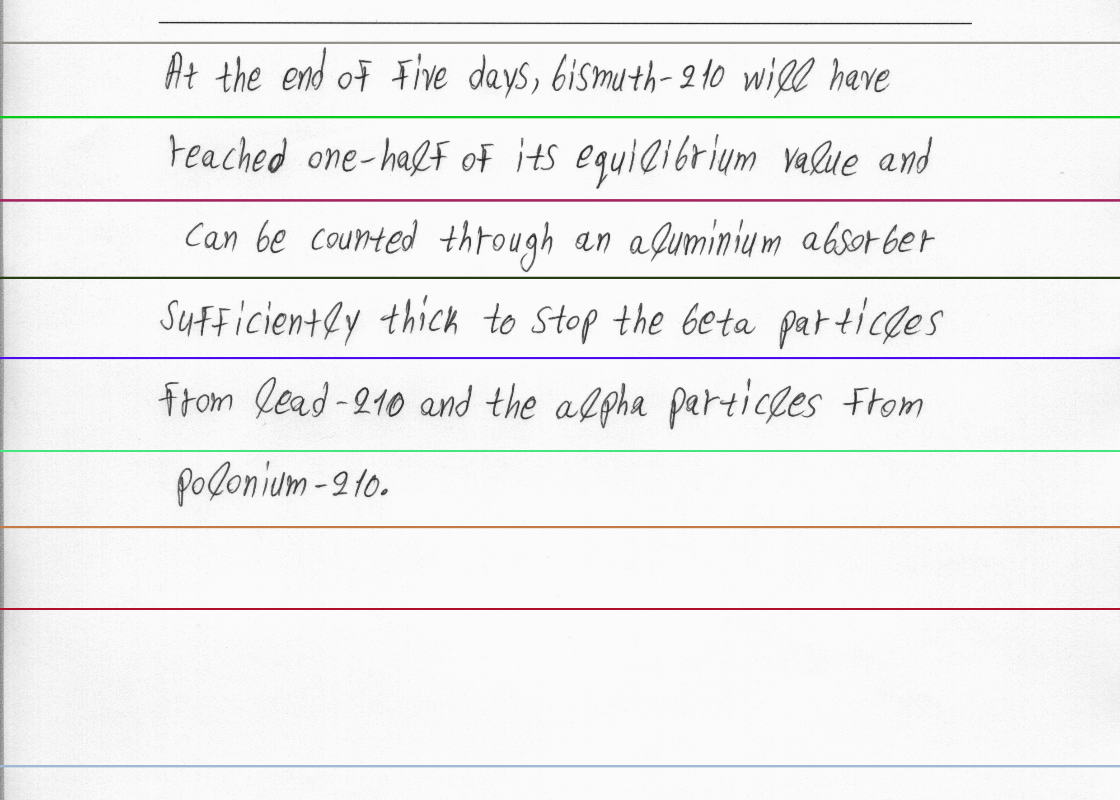 At the end of five days, bismuth-210 will have
reached one-half of its equilibrium value and
can be counted through an aluminium absorber
sufficiently thick to stop the beta particles
from lead-210 and the alpha particles from
polonium-210.